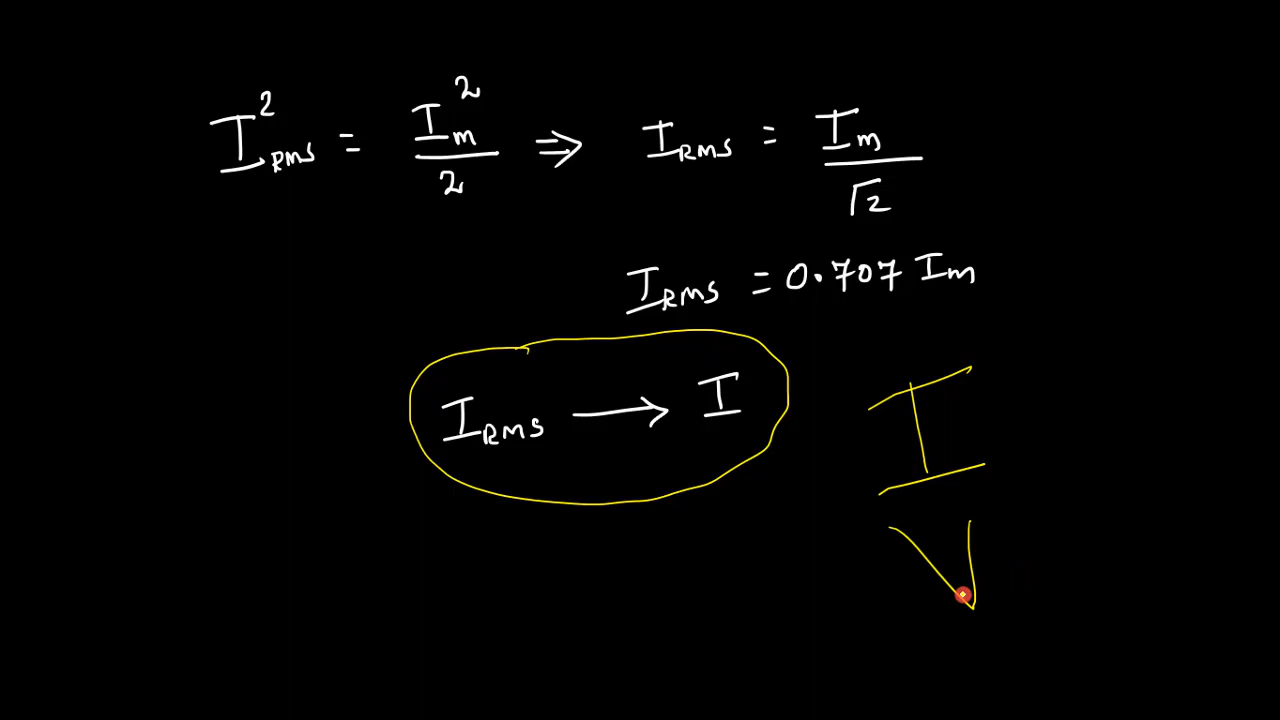 I²RMS = Im²/2 ⇒ IRMS = Im/√2
IRMS = 0.707 Im
IRMS → I
I
V